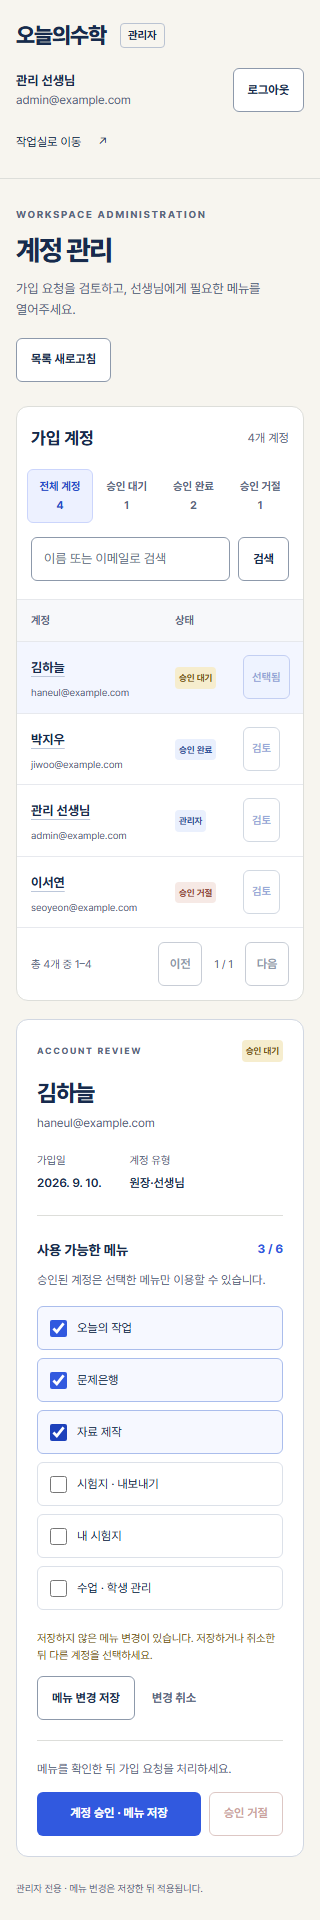 오늘의수학 관리자
관리 선생님
admin@example.com
로그아웃
작업실로 이동 ↗
WORKSPACE ADMINISTRATION
계정 관리
가입 요청을 검토하고, 선생님에게 필요한 메뉴를
열어주세요.
목록 새로고침
가입 계정 4개 계정
전체 계정 승인 대기 승인 완료 승인 거절
4 1 2 1
이름 또는 이메일로 검색 검색
계정 상태
김하늘
haneul@example.com
승인 대기 선택됨
박지우
jiwoo@example.com
승인 완료 검토
관리 선생님
admin@example.com
관리자 검토
이서연
seoyeon@example.com
승인 거절 검토
총 4개 중 1–4 이전 1 / 1 다음
ACCOUNT REVIEW 승인 대기
김하늘
haneul@example.com
가입일 계정 유형
2026. 9. 10. 원장·선생님
사용 가능한 메뉴 3 / 6
승인된 계정은 선택한 메뉴만 이용할 수 있습니다.
오늘의 작업
문제은행
자료 제작
시험지 · 내보내기
내 시험지
수업 · 학생 관리
저장하지 않은 메뉴 변경이 있습니다. 저장하거나 취소한
뒤 다른 계정을 선택하세요.
메뉴 변경 저장 변경 취소
메뉴를 확인한 뒤 가입 요청을 처리하세요.
계정 승인 · 메뉴 저장 승인 거절
관리자 전용 · 메뉴 변경은 저장한 뒤 적용됩니다.